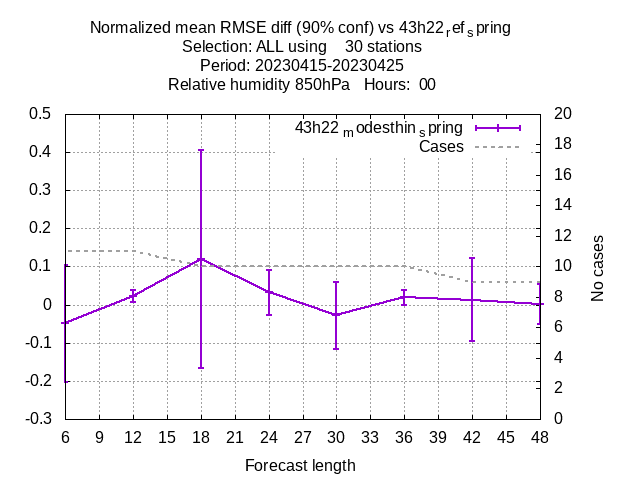 Normalized mean RMSE diff (90% conf) vs 43h22refspring
Selection: ALL using 30 stations
Period: 20230415-20230425
Relative humidity 850hPa Hours: 00
43h22modesthinspring
Cases
0.5
0.4
0.3
0.2
0.1
0
-0.1
-0.2
-0.3
20
18
16
14
12
10
8
6
4
2
0
No cases
6 9 12 15 18 21 24 27 30 33 36 39 42 45 48
Forecast length